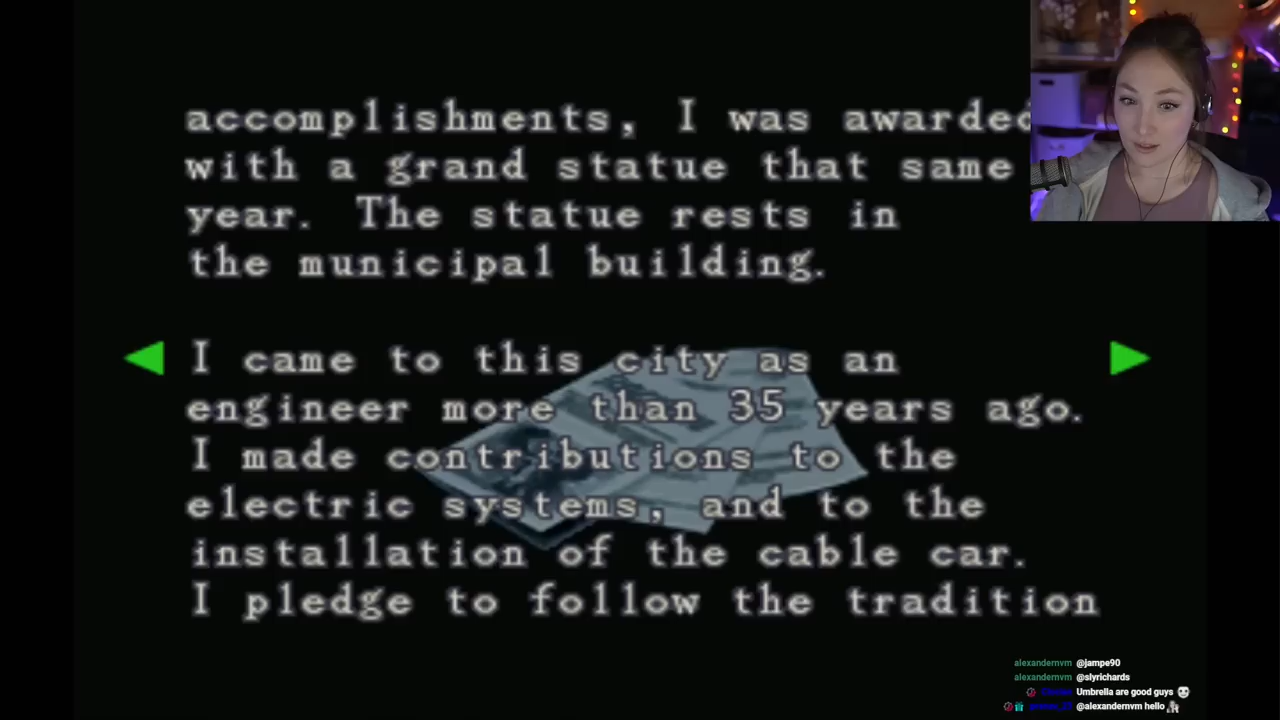 accomplishments, I was awarded
with a grand statue that same
year. The statue rests in
the municipal building.
I came to this city as an
engineer more than 35 years ago.
I made contributions to the
electric systems, and to the
installation of the cable car.
I pledge to follow the tradition
alexandernvm @jampe90
alexandernvm @slyrichards
Umbrella are good guys
@alexandernvm hello